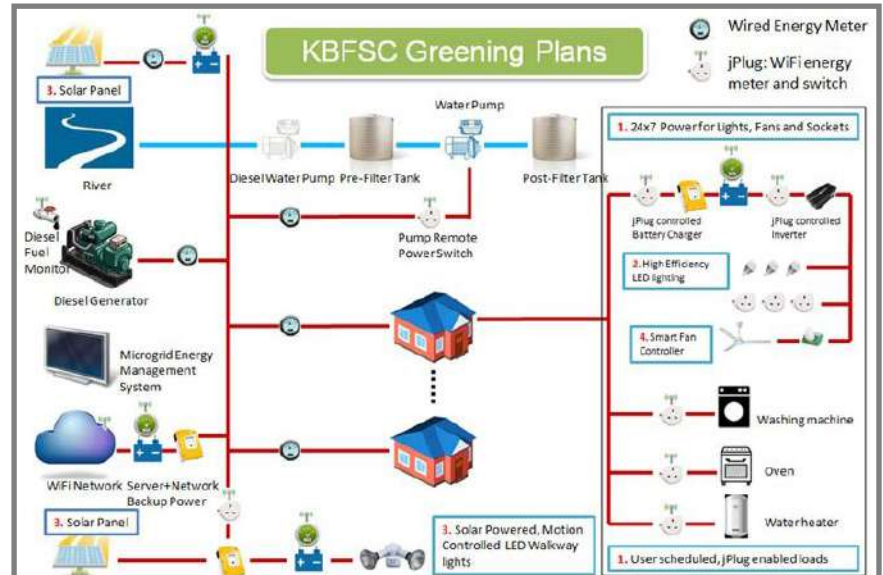 KBFSC Greening Plans
Wired Energy Meter
jPlug: WiFi energy
meter and switch
3. Solar Panel
River
Diesel Water Pump
Pre-Filter Tank
Water Pump
Post-Filter Tank
Pump Remote
Power Switch
Diesel
Fuel
Monitor
Diesel Generator
Microgrid Energy
Management
System
WiFi Network
Server+Network
Backup Power
3. Solar Panel
3. Solar Powered, Motion
Controlled LED Walkway
lights
1. 24x7 Power for Lights, Fans and Sockets
jPlug controlled
Battery Charger
jPlug controlled
Inverter
2. High Efficiency
LED lighting
4. Smart Fan
Controller
Washing machine
Oven
Water heater
1. User scheduled, jPlug enabled loads